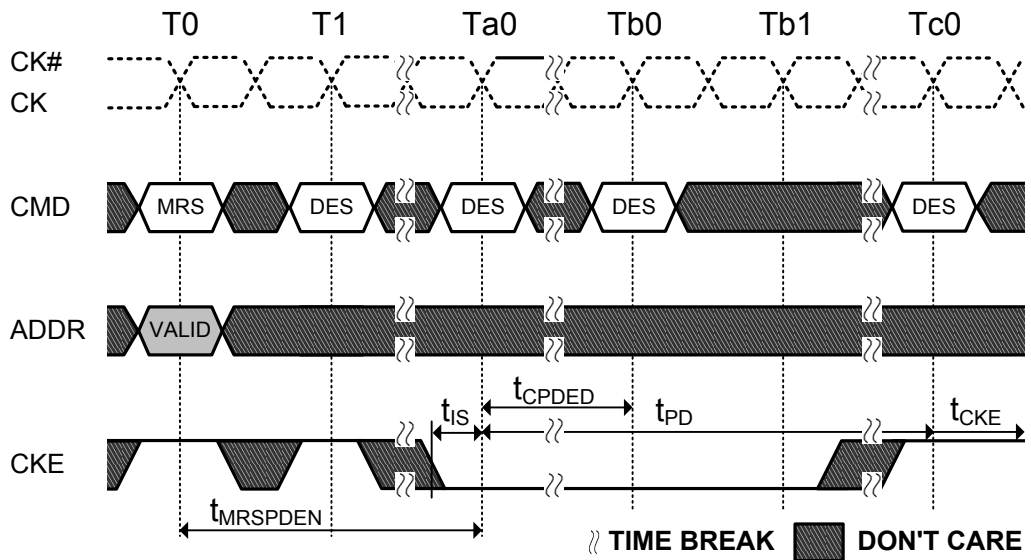 T0 T1 Ta0 Tb0 Tb1 Tc0
CK#
CK
CMD MRS DES DES DES DES
ADDR VALID
tIS tCPDED tPD tCKE
CKE
tMRSPDEN
TIME BREAK DON'T CARE